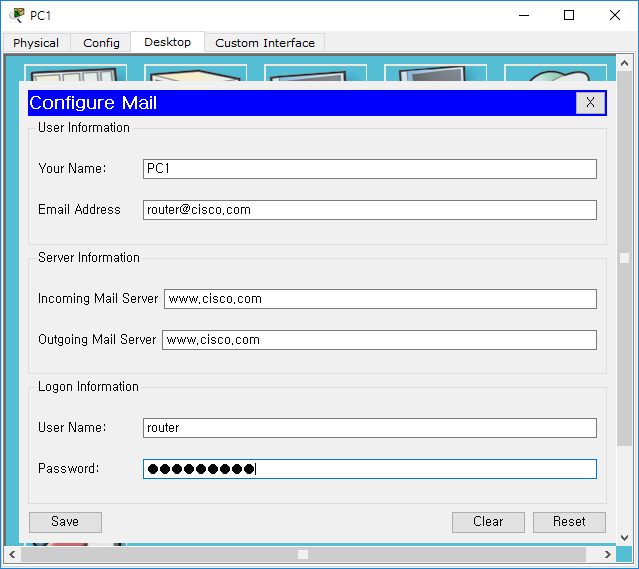 PC1
Physical Config Desktop Custom Interface
Configure Mail X
User Information
Your Name: PC1
Email Address router@cisco.com
Server Information
Incoming Mail Server www.cisco.com
Outgoing Mail Server www.cisco.com
Logon Information
User Name: router
Password: ●●●●●●●●●
Save Clear Reset